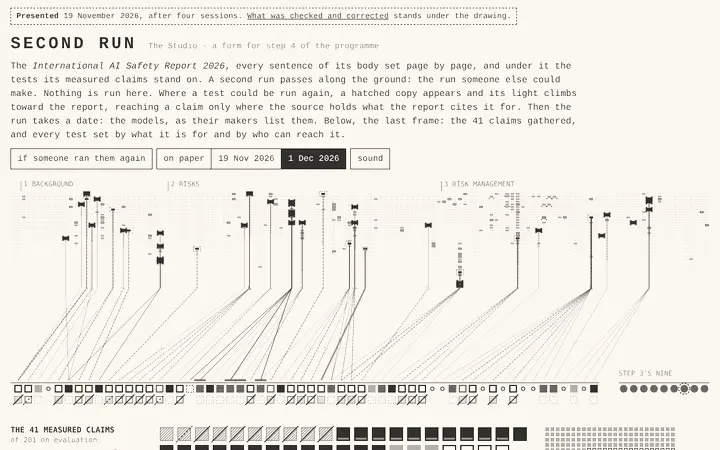 Presented 19 November 2026, after four sessions. What was checked and corrected stands under the drawing.
SECOND RUN The Studio · a form for step 4 of the programme
The International AI Safety Report 2026, every sentence of its body set page by page, and under it the
tests its measured claims stand on. A second run passes along the ground: the run someone else could
make. Nothing is run here. Where a test could be run again, a hatched copy appears and its light climbs
toward the report, reaching a claim only where the source holds what the report cites it for. Then the
run takes a date: the models, as their makers list them. Below, the last frame: the 41 claims gathered,
and every test set by what it is for and by who can reach it.
if someone ran them again on paper 19 Nov 2026 1 Dec 2026 sound
1 BACKGROUND 2 RISKS 3 RISK MANAGEMENT
STEP 3'S NINE
THE 41 MEASURED CLAIMS
of 201 on evaluation